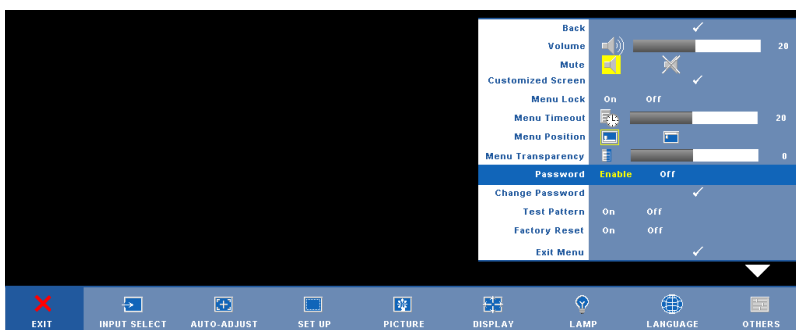 Back
Volume 20
Mute
Customized Screen
Menu Lock On Off
Menu Timeout 20
Menu Position
Menu Transparency 0
Password Enable Off
Change Password
Test Pattern On Off
Factory Reset On Off
Exit Menu
EXIT INPUT SELECT AUTO-ADJUST SET UP PICTURE DISPLAY LAMP LANGUAGE OTHERS